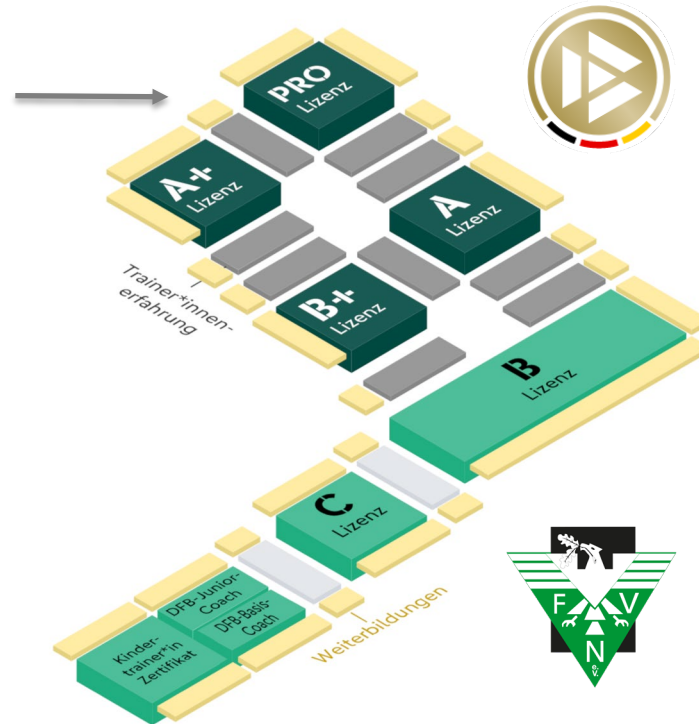 PRO
Lizenz
A+
Lizenz
A
Lizenz
Trainer*innen-
erfahrung
B+
Lizenz
B
Lizenz
C
Lizenz
DFB-Junior-
Coach
DFB-Basis-
Coach
Kinder-
trainer*in
Zertifikat
Weiterbildungen
F V
N
e.V.